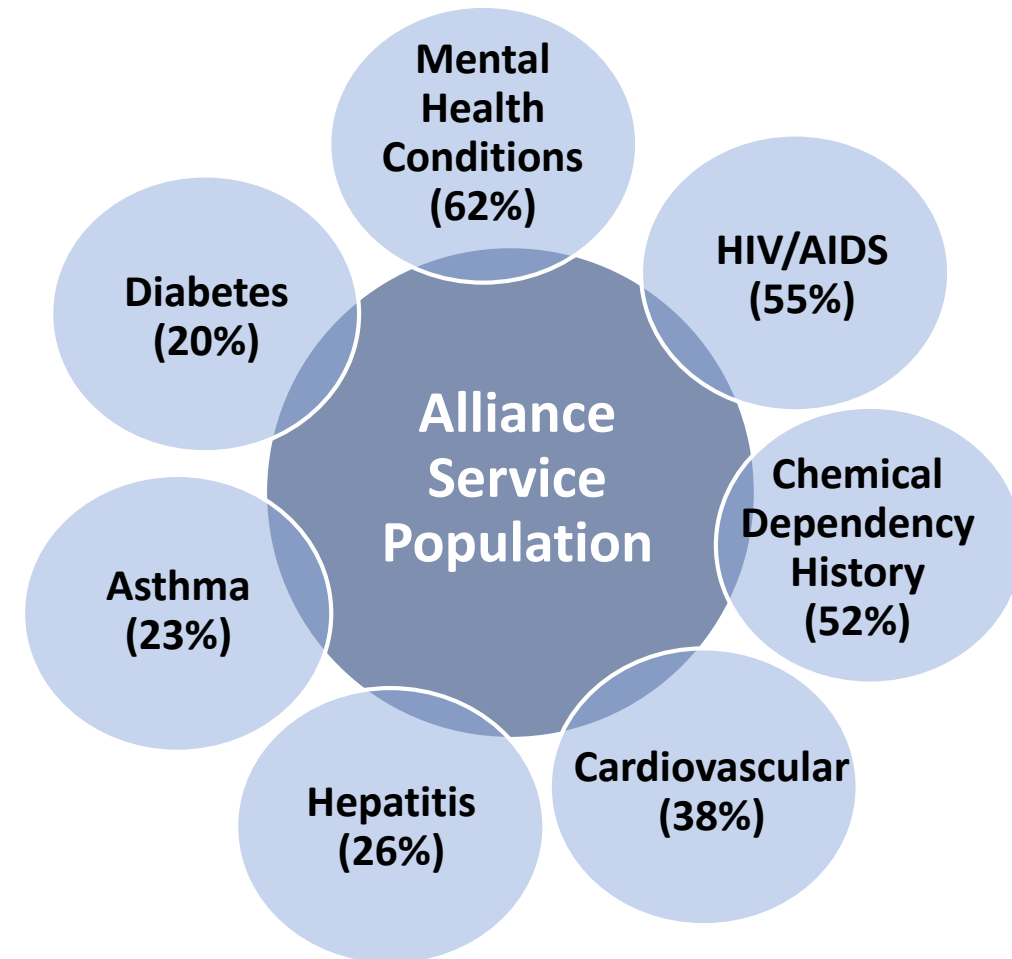 Mental
Health
Conditions
(62%)
HIV/AIDS
(55%)
Chemical
Dependency
History
(52%)
Cardiovascular
(38%)
Hepatitis
(26%)
Asthma
(23%)
Diabetes
(20%)
Alliance
Service
Population